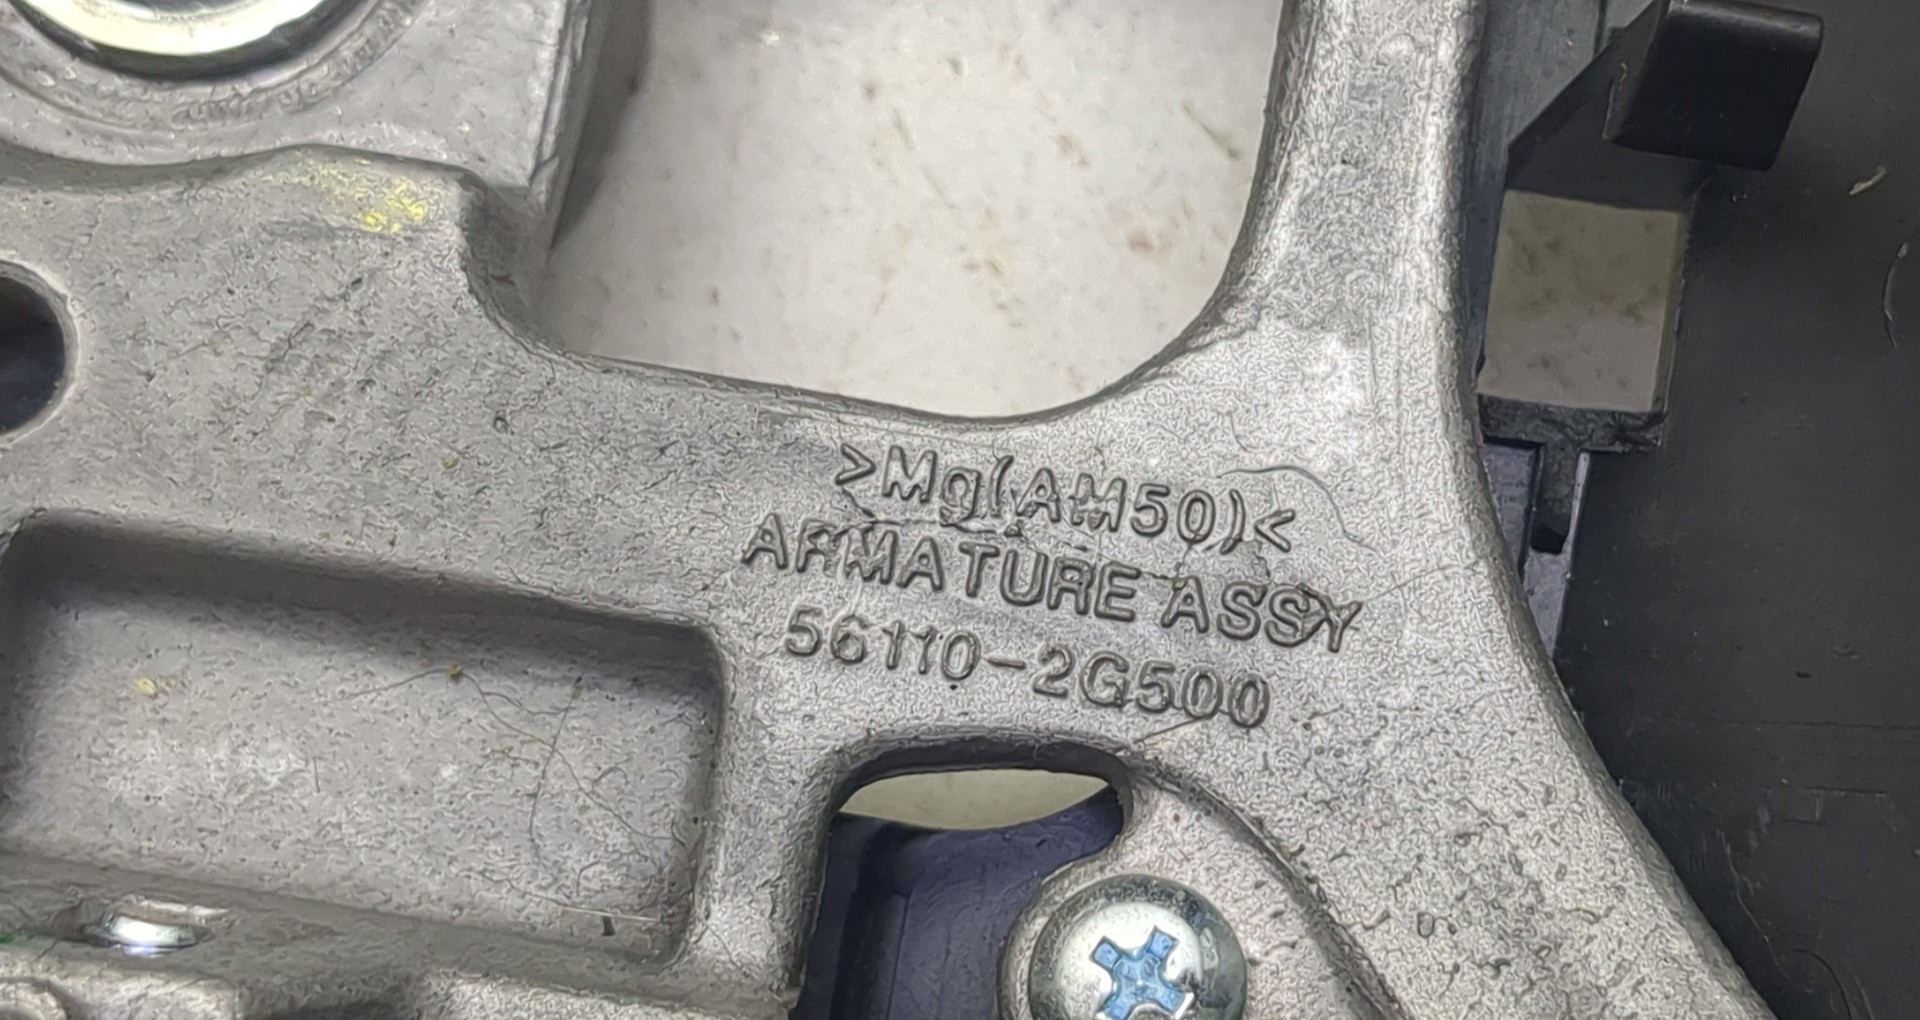 >Mg(AM50)<
ARMATURE ASSY
56110-2G500